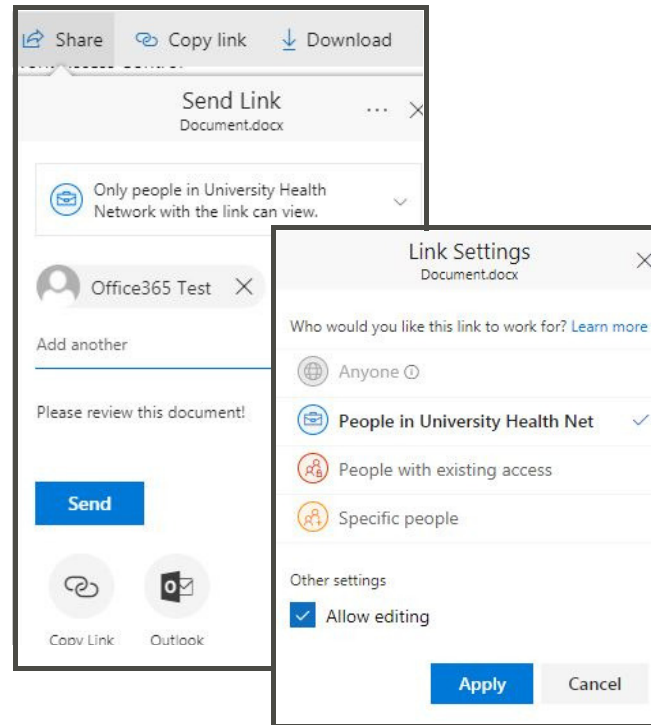 Share Copy link Download
Send Link
Document.docx
Only people in University Health
Network with the link can view.
Office365 Test
Add another
Please review this document!
Send
Copy Link Outlook
Link Settings
Document.docx
Who would you like this link to work for? Learn more
Anyone
People in University Health Net
People with existing access
Specific people
Other settings
Allow editing
Apply Cancel